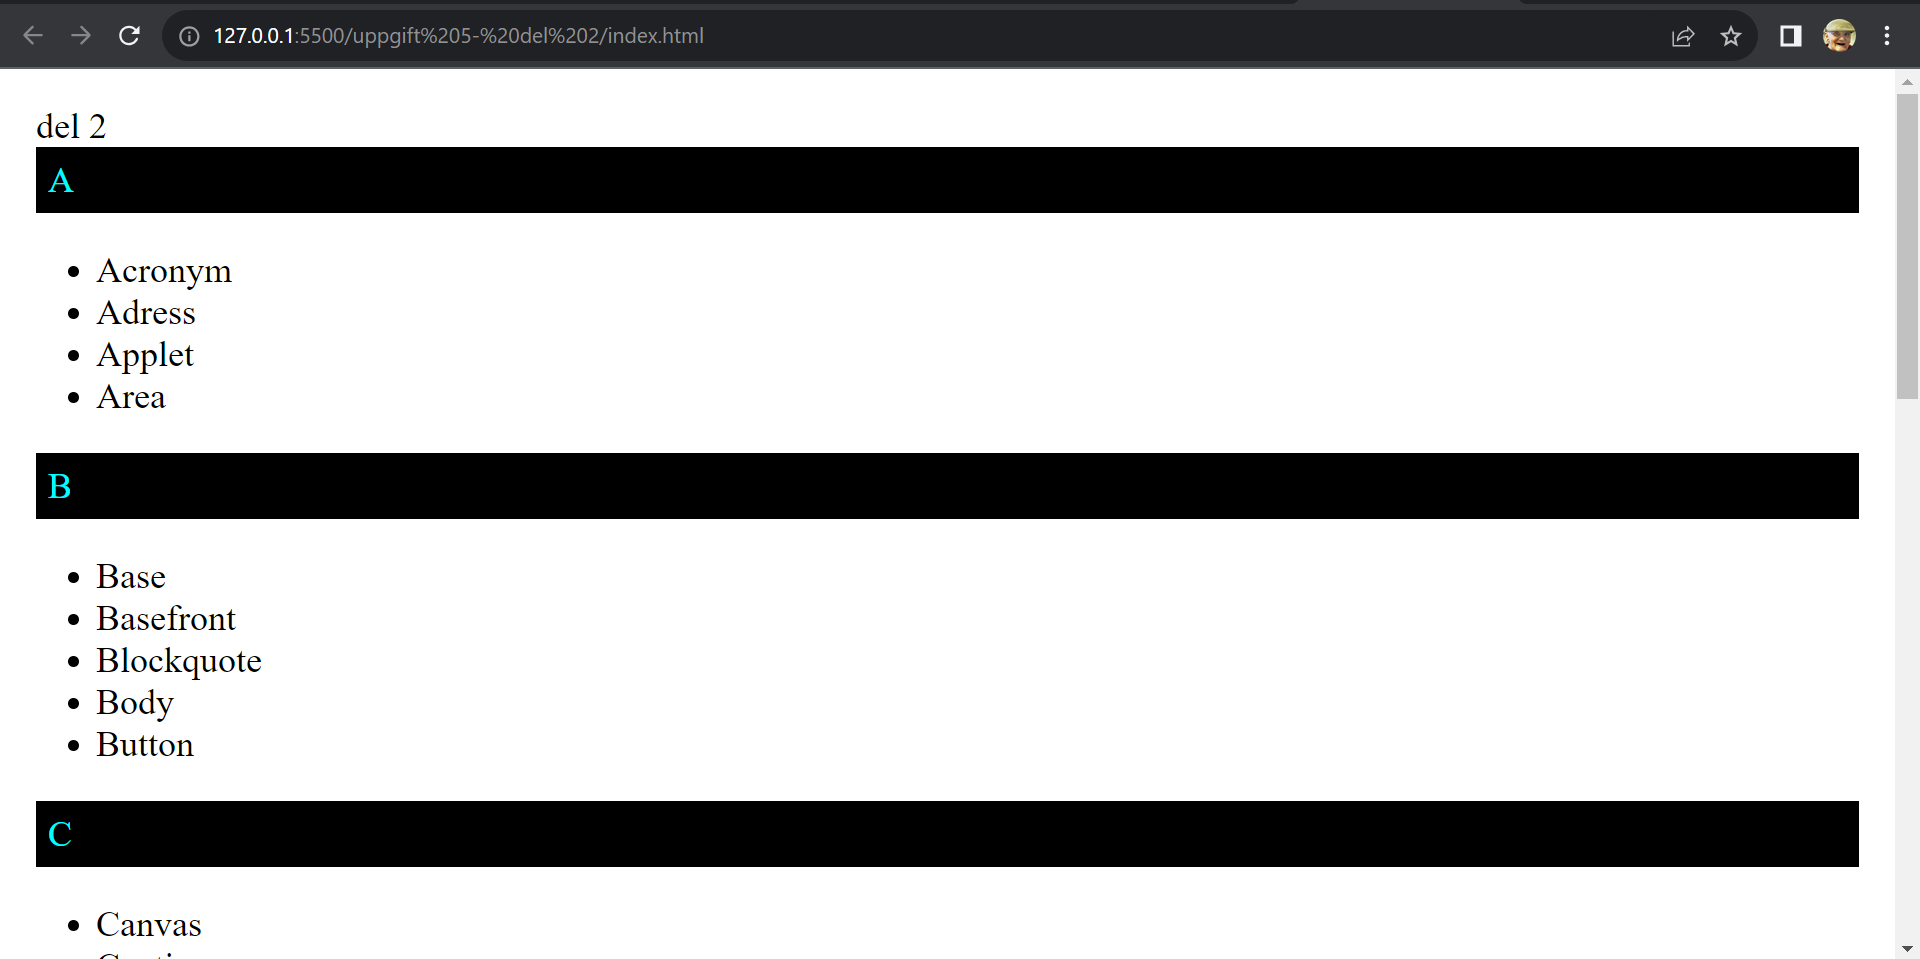 127.0.0.1:5500/uppgift%205-%20del%202/index.html
del 2
A
Acronym
Adress
Applet
Area
B
Base
Basefront
Blockquote
Body
Button
C
Canvas